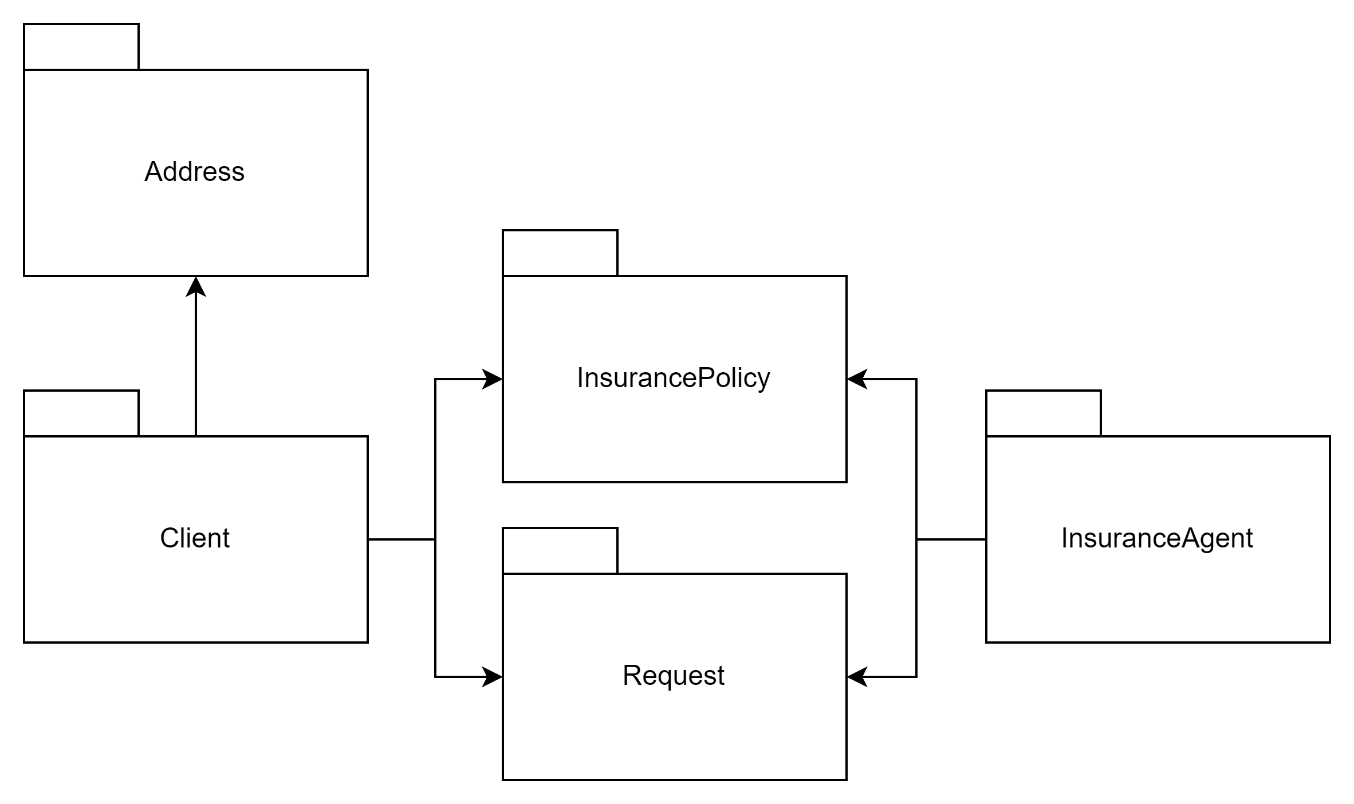 Address
InsurancePolicy
Client
InsuranceAgent
Request